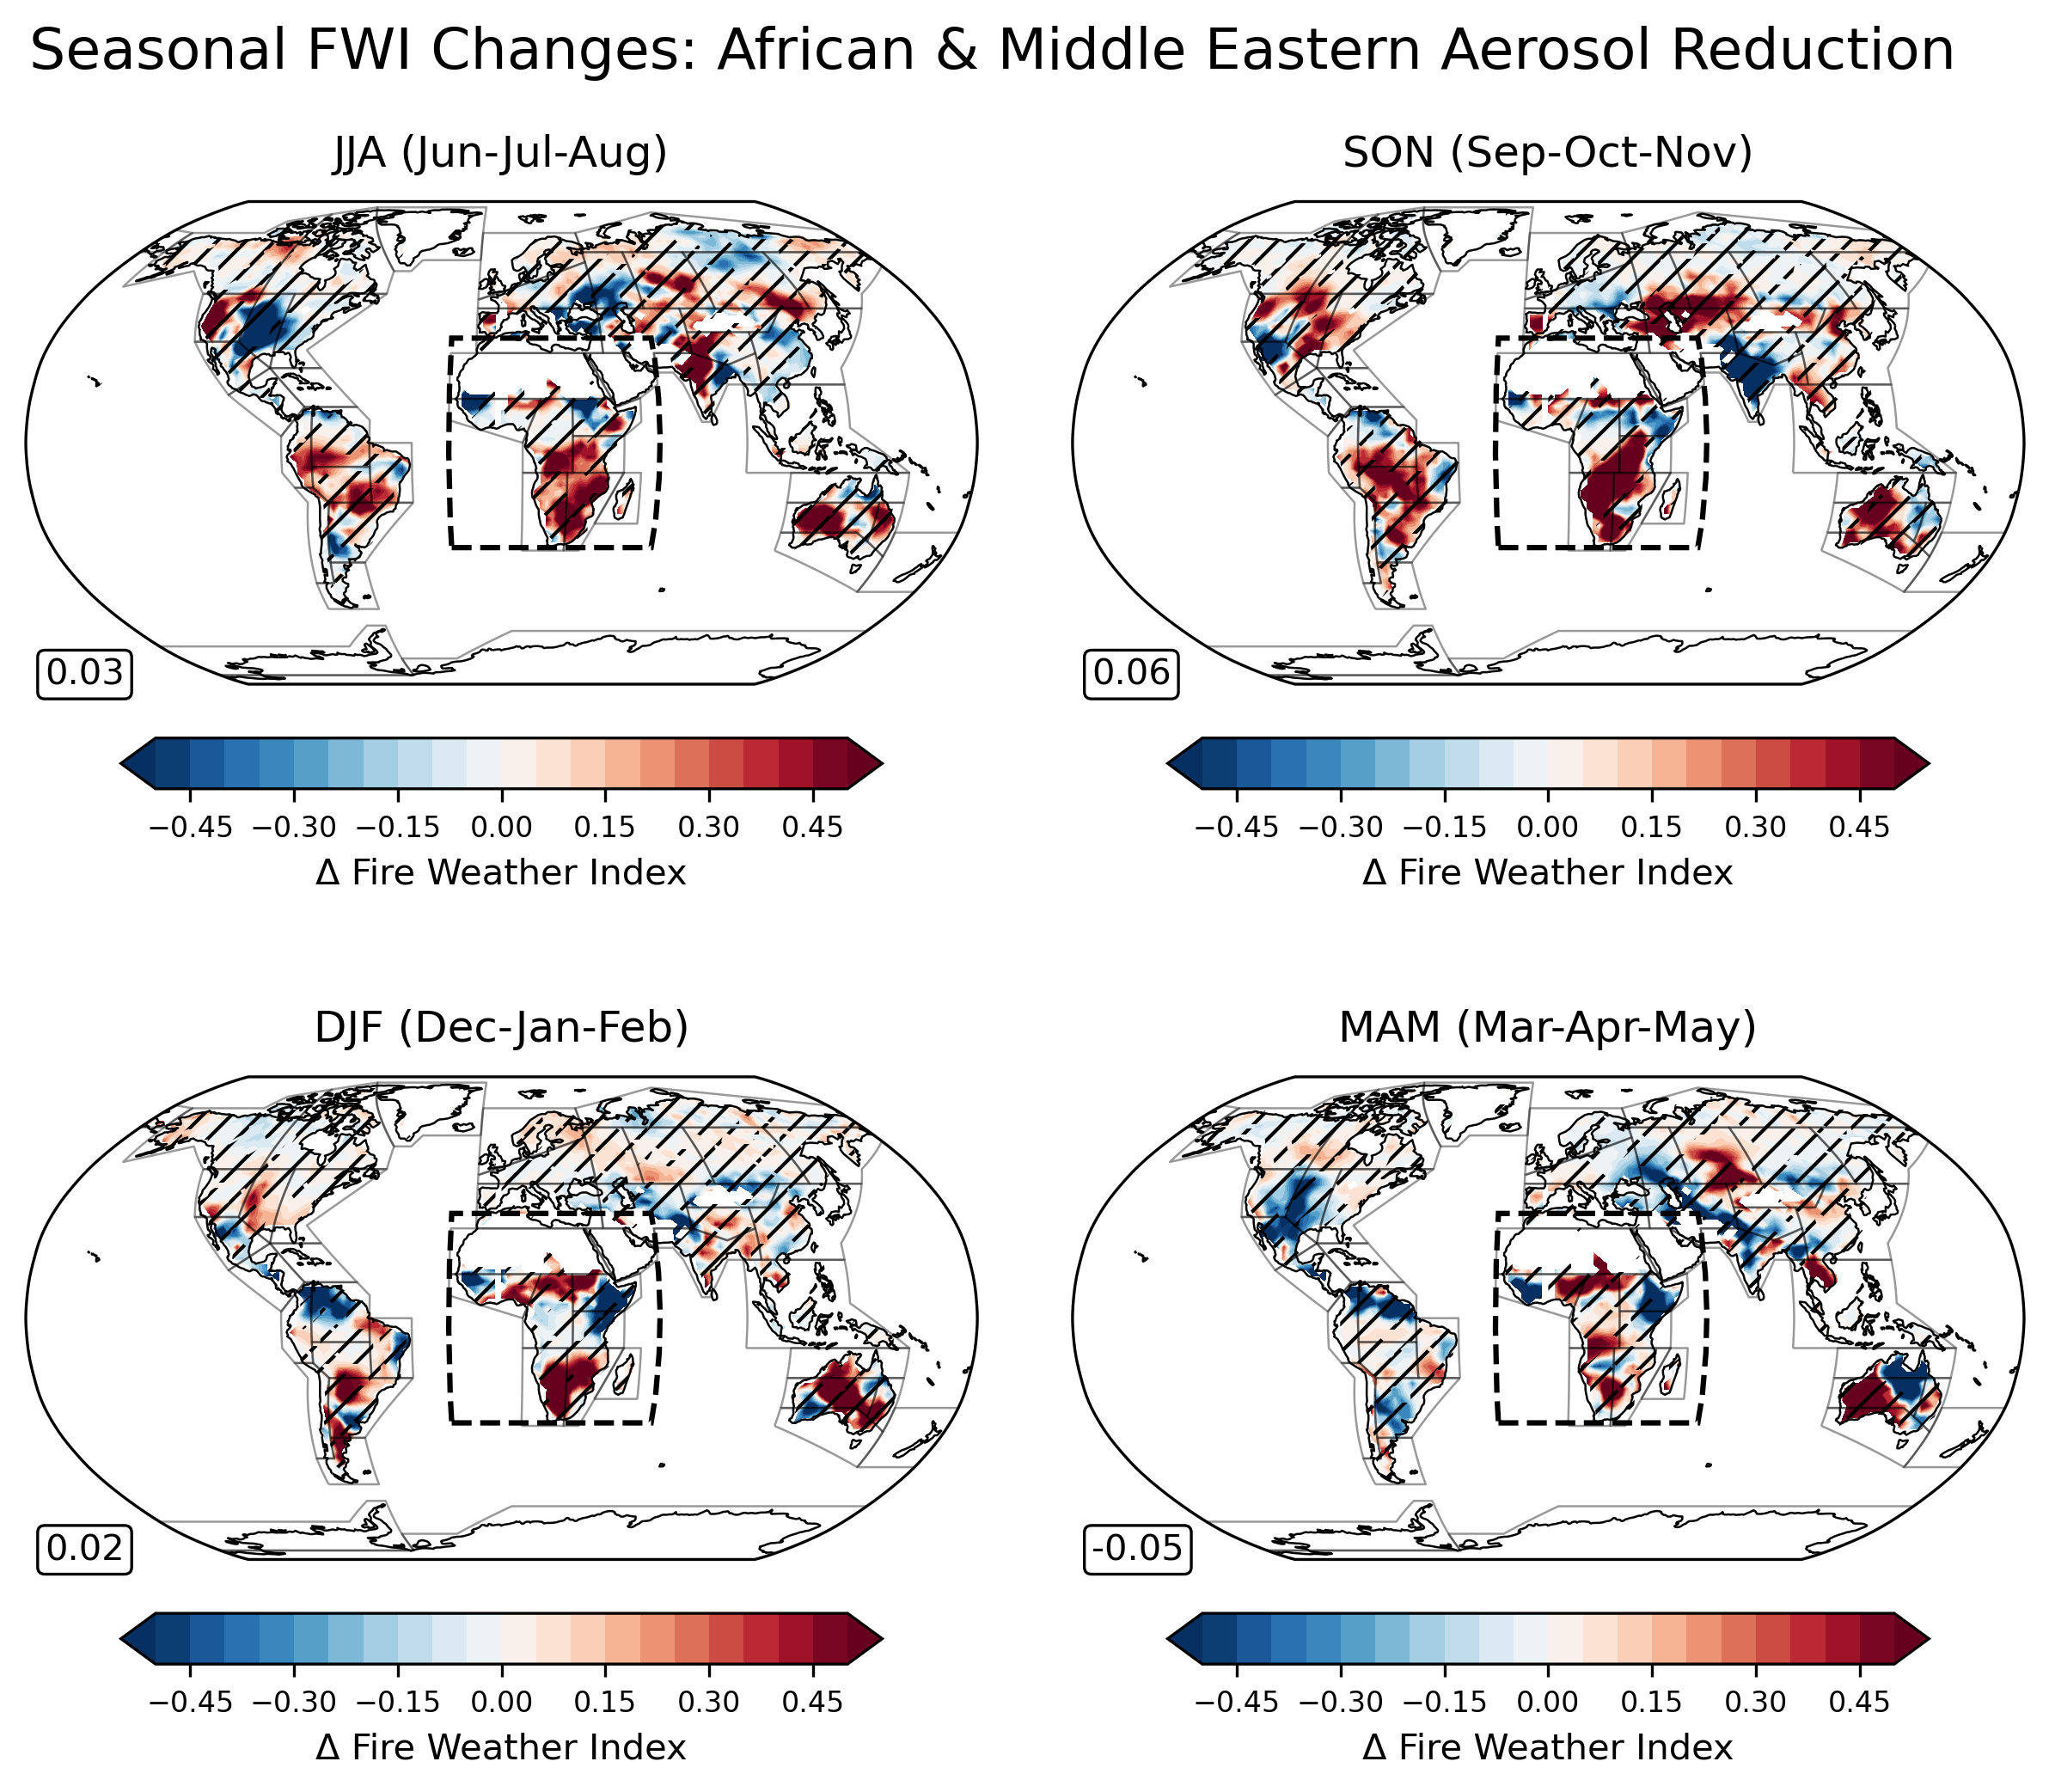 Seasonal FWI Changes: African & Middle Eastern Aerosol Reduction
JJA (Jun-Jul-Aug)
0.03
−0.45 −0.30 −0.15 0.00 0.15 0.30 0.45
Δ Fire Weather Index
SON (Sep-Oct-Nov)
0.06
−0.45 −0.30 −0.15 0.00 0.15 0.30 0.45
Δ Fire Weather Index
DJF (Dec-Jan-Feb)
0.02
−0.45 −0.30 −0.15 0.00 0.15 0.30 0.45
Δ Fire Weather Index
MAM (Mar-Apr-May)
-0.05
−0.45 −0.30 −0.15 0.00 0.15 0.30 0.45
Δ Fire Weather Index